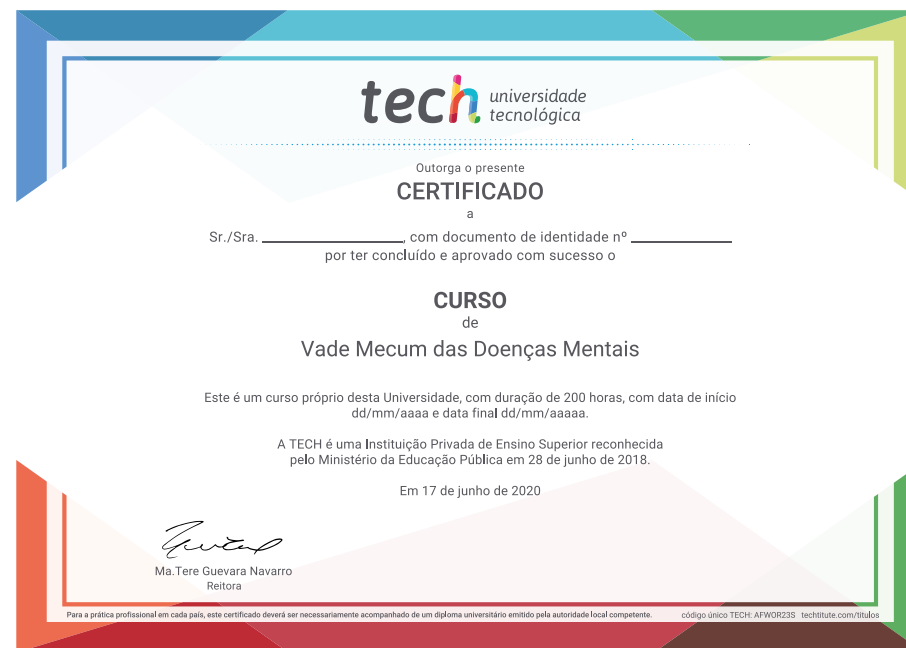 tech universidade
tecnológica
Outorga o presente
CERTIFICADO
a
Sr./Sra. ____________, com documento de identidade nº ____________
por ter concluído e aprovado com sucesso o
CURSO
de
Vade Mecum das Doenças Mentais
Este é um curso próprio desta Universidade, com duração de 200 horas, com data de início
dd/mm/aaaa e data final dd/mm/aaaaa.
A TECH é uma Instituição Privada de Ensino Superior reconhecida
pelo Ministério da Educação Pública em 28 de junho de 2018.
Em 17 de junho de 2020
Ma.Tere Guevara Navarro
Reitora
Para a prática profissional em cada país, este certificado deverá ser necessariamente acompanhado de um diploma universitário emitido pela autoridade local competente. código único TECH: AFWOR23S techtitute.com/titulos